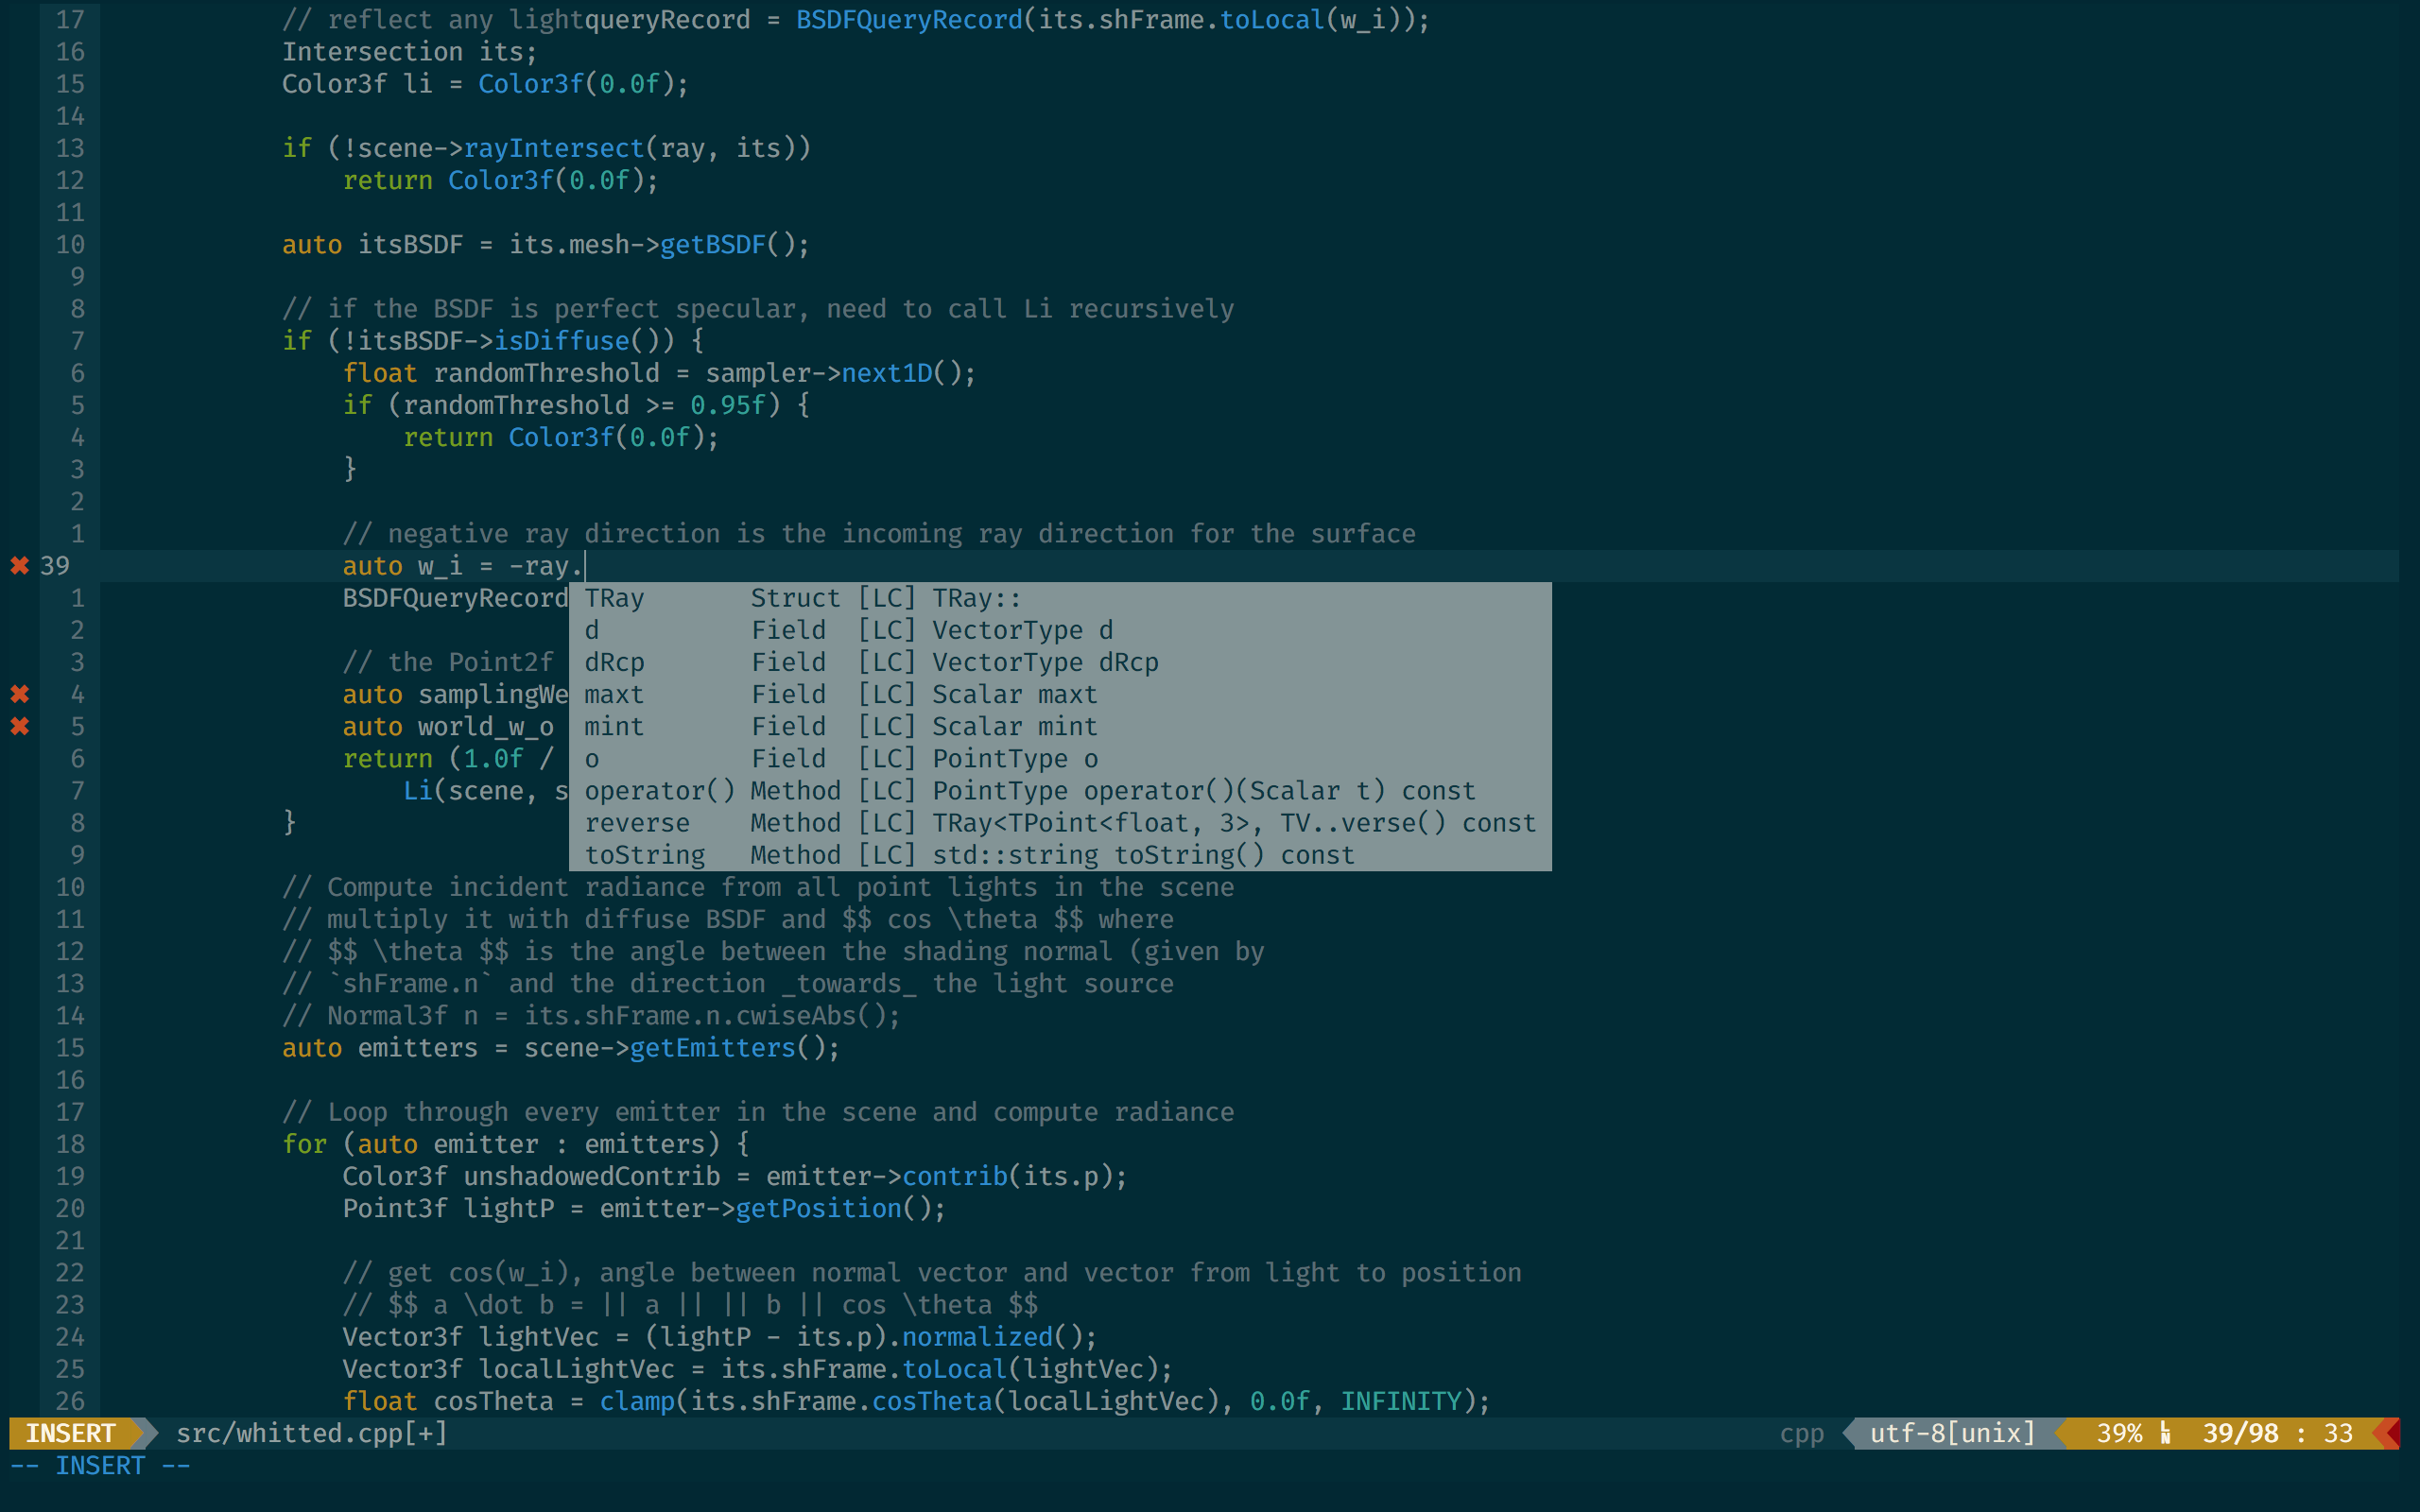 17 // reflect any lightqueryRecord = BSDFQueryRecord(its.shFrame.toLocal(w_i));
16 Intersection its;
15 Color3f li = Color3f(0.0f);
14
13 if (!scene->rayIntersect(ray, its))
12 return Color3f(0.0f);
11
10 auto itsBSDF = its.mesh->getBSDF();
9
8 // if the BSDF is perfect specular, need to call Li recursively
7 if (!itsBSDF->isDiffuse()) {
6 float randomThreshold = sampler->next1D();
5 if (randomThreshold >= 0.95f) {
4 return Color3f(0.0f);
3 }
2
1 // negative ray direction is the incoming ray direction for the surface
✖ 39 auto w_i = -ray.
1 BSDFQueryRecord TRay Struct [LC] TRay::
2 d Field [LC] VectorType d
3 // the Point2f dRcp Field [LC] VectorType dRcp
✖ 4 auto samplingWe maxt Field [LC] Scalar maxt
✖ 5 auto world_w_o mint Field [LC] Scalar mint
6 return (1.0f / o Field [LC] PointType o
7 Li(scene, s operator() Method [LC] PointType operator()(Scalar t) const
8 } reverse Method [LC] TRay<TPoint<float, 3>, TV..verse() const
9 toString Method [LC] std::string toString() const
10 // Compute incident radiance from all point lights in the scene
11 // multiply it with diffuse BSDF and $$ cos \theta $$ where
12 // $$ \theta $$ is the angle between the shading normal (given by
13 // `shFrame.n` and the direction _towards_ the light source
14 // Normal3f n = its.shFrame.n.cwiseAbs();
15 auto emitters = scene->getEmitters();
16
17 // Loop through every emitter in the scene and compute radiance
18 for (auto emitter : emitters) {
19 Color3f unshadowedContrib = emitter->contrib(its.p);
20 Point3f lightP = emitter->getPosition();
21
22 // get cos(w_i), angle between normal vector and vector from light to position
23 // $$ a \dot b = || a || || b || cos \theta $$
24 Vector3f lightVec = (lightP - its.p).normalized();
25 Vector3f localLightVec = its.shFrame.toLocal(lightVec);
26 float cosTheta = clamp(its.shFrame.cosTheta(localLightVec), 0.0f, INFINITY);
INSERT src/whitted.cpp[+] cpp utf-8[unix] 39% LN 39/98 : 33
-- INSERT --